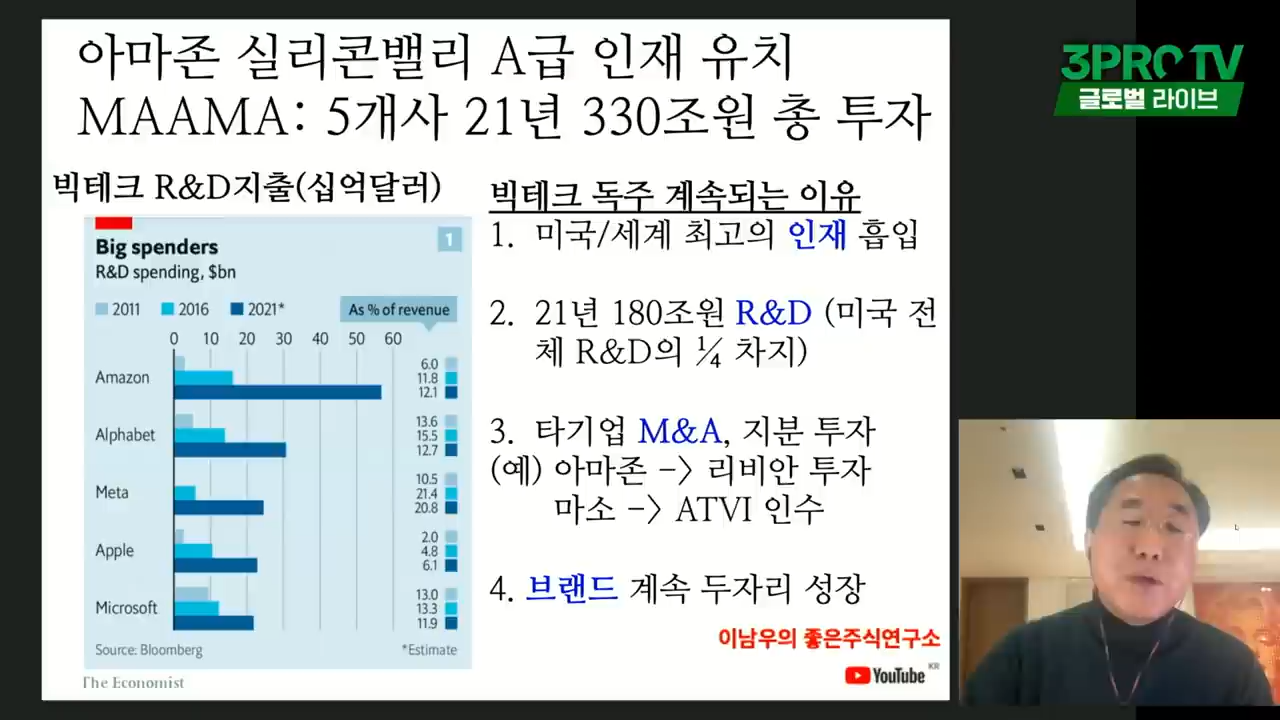 아마존 실리콘밸리 A급 인재 유치
MAAMA: 5개사 21년 330조원 총 투자
3PRO TV
글로벌 라이브
빅테크 R&D지출(십억달러)
Big spenders
1
R&D spending, $bn
2011 2016 2021*
As % of revenue
0 10 20 30 40 50 60
Amazon
6.0
11.8
12.1
Alphabet
13.6
15.5
12.7
Meta
10.5
21.4
20.8
Apple
2.0
4.8
6.1
Microsoft
13.0
13.3
11.9
Source: Bloomberg
*Estimate
The Economist
빅테크 독주 계속되는 이유
1. 미국/세계 최고의 인재 흡입
2. 21년 180조원 R&D (미국 전
체 R&D의 ¼ 차지)
3. 타기업 M&A, 지분 투자
(예) 아마존 -> 리비안 투자
마소 -> ATVI 인수
4. 브랜드 계속 두자리 성장
이남우의 좋은주식연구소
YouTube KR